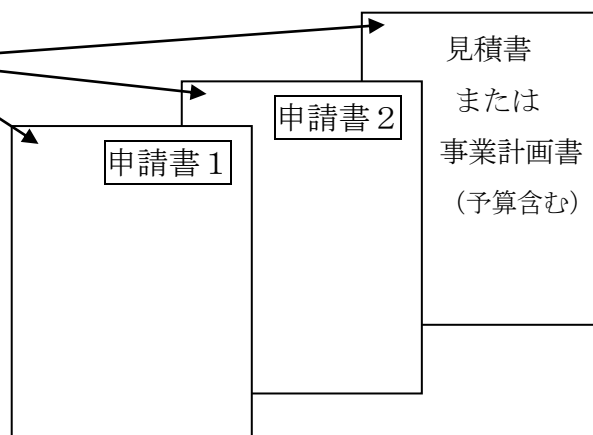 見積書
または
事業計画書
（予算含む）
申請書２
申請書１